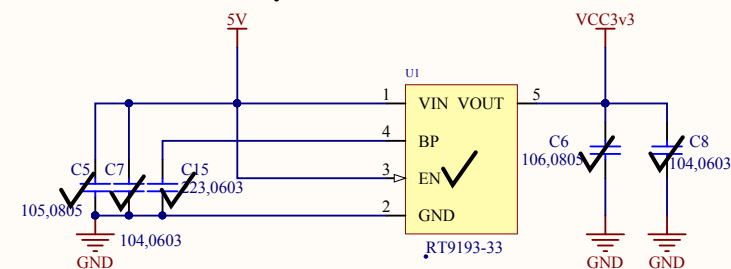 5V
VCC3v3
U1
1
VIN
VOUT
5
4
BP
C5
C7
C15
223,0603
3
EN
C6
106,0805
C8
104,0603
105,0805
2
GND
104,0603
RT9193-33
GND
GND
GND